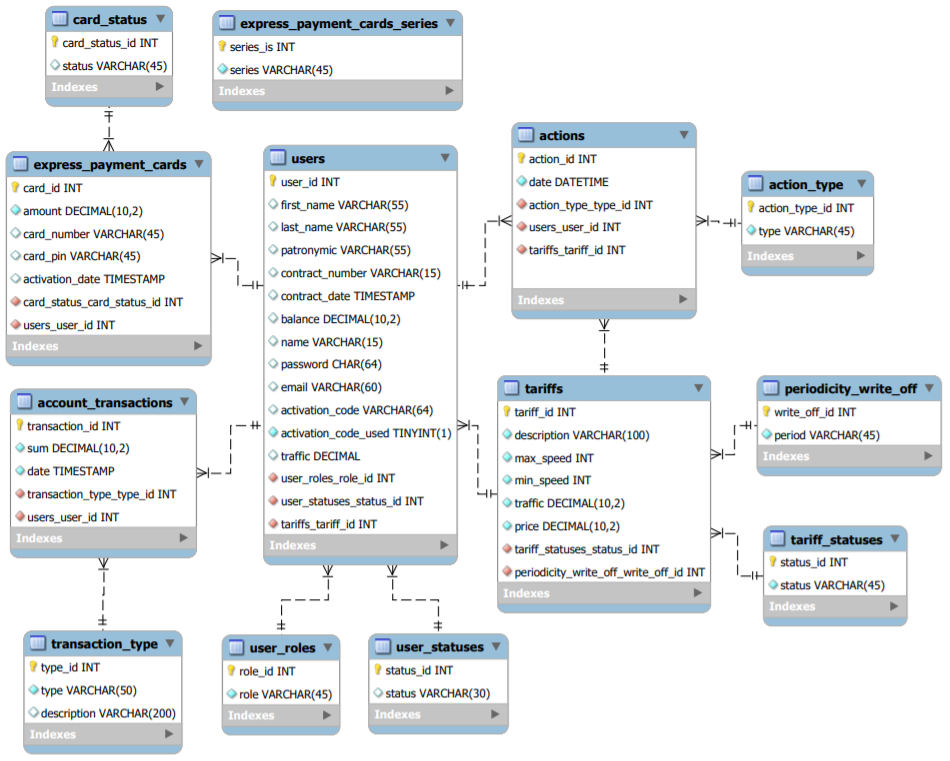 card_status
card_status_id INT
status VARCHAR(45)
Indexes
express_payment_cards_series
series_is INT
series VARCHAR(45)
Indexes
express_payment_cards
card_id INT
amount DECIMAL(10,2)
card_number VARCHAR(45)
card_pin VARCHAR(45)
activation_date TIMESTAMP
card_status_card_status_id INT
users_user_id INT
Indexes
users
user_id INT
first_name VARCHAR(55)
last_name VARCHAR(55)
patronymic VARCHAR(55)
contract_number VARCHAR(15)
contract_date TIMESTAMP
balance DECIMAL(10,2)
name VARCHAR(15)
password CHAR(64)
email VARCHAR(60)
activation_code VARCHAR(64)
activation_code_used TINYINT(1)
traffic DECIMAL
user_roles_role_id INT
user_statuses_status_id INT
tariffs_tariff_id INT
Indexes
actions
action_id INT
date DATETIME
action_type_type_id INT
users_user_id INT
tariffs_tariff_id INT
Indexes
action_type
action_type_id INT
type VARCHAR(45)
Indexes
account_transactions
transaction_id INT
sum DECIMAL(10,2)
date TIMESTAMP
transaction_type_type_id INT
users_user_id INT
Indexes
tariffs
tariff_id INT
description VARCHAR(100)
max_speed INT
min_speed INT
traffic DECIMAL(10,2)
price DECIMAL(10,2)
tariff_statuses_status_id INT
periodicity_write_off_write_off_id INT
Indexes
periodicity_write_off
write_off_id INT
period VARCHAR(45)
Indexes
tariff_statuses
status_id INT
status VARCHAR(45)
Indexes
transaction_type
type_id INT
type VARCHAR(50)
description VARCHAR(200)
Indexes
user_roles
role_id INT
role VARCHAR(45)
Indexes
user_statuses
status_id INT
status VARCHAR(30)
Indexes